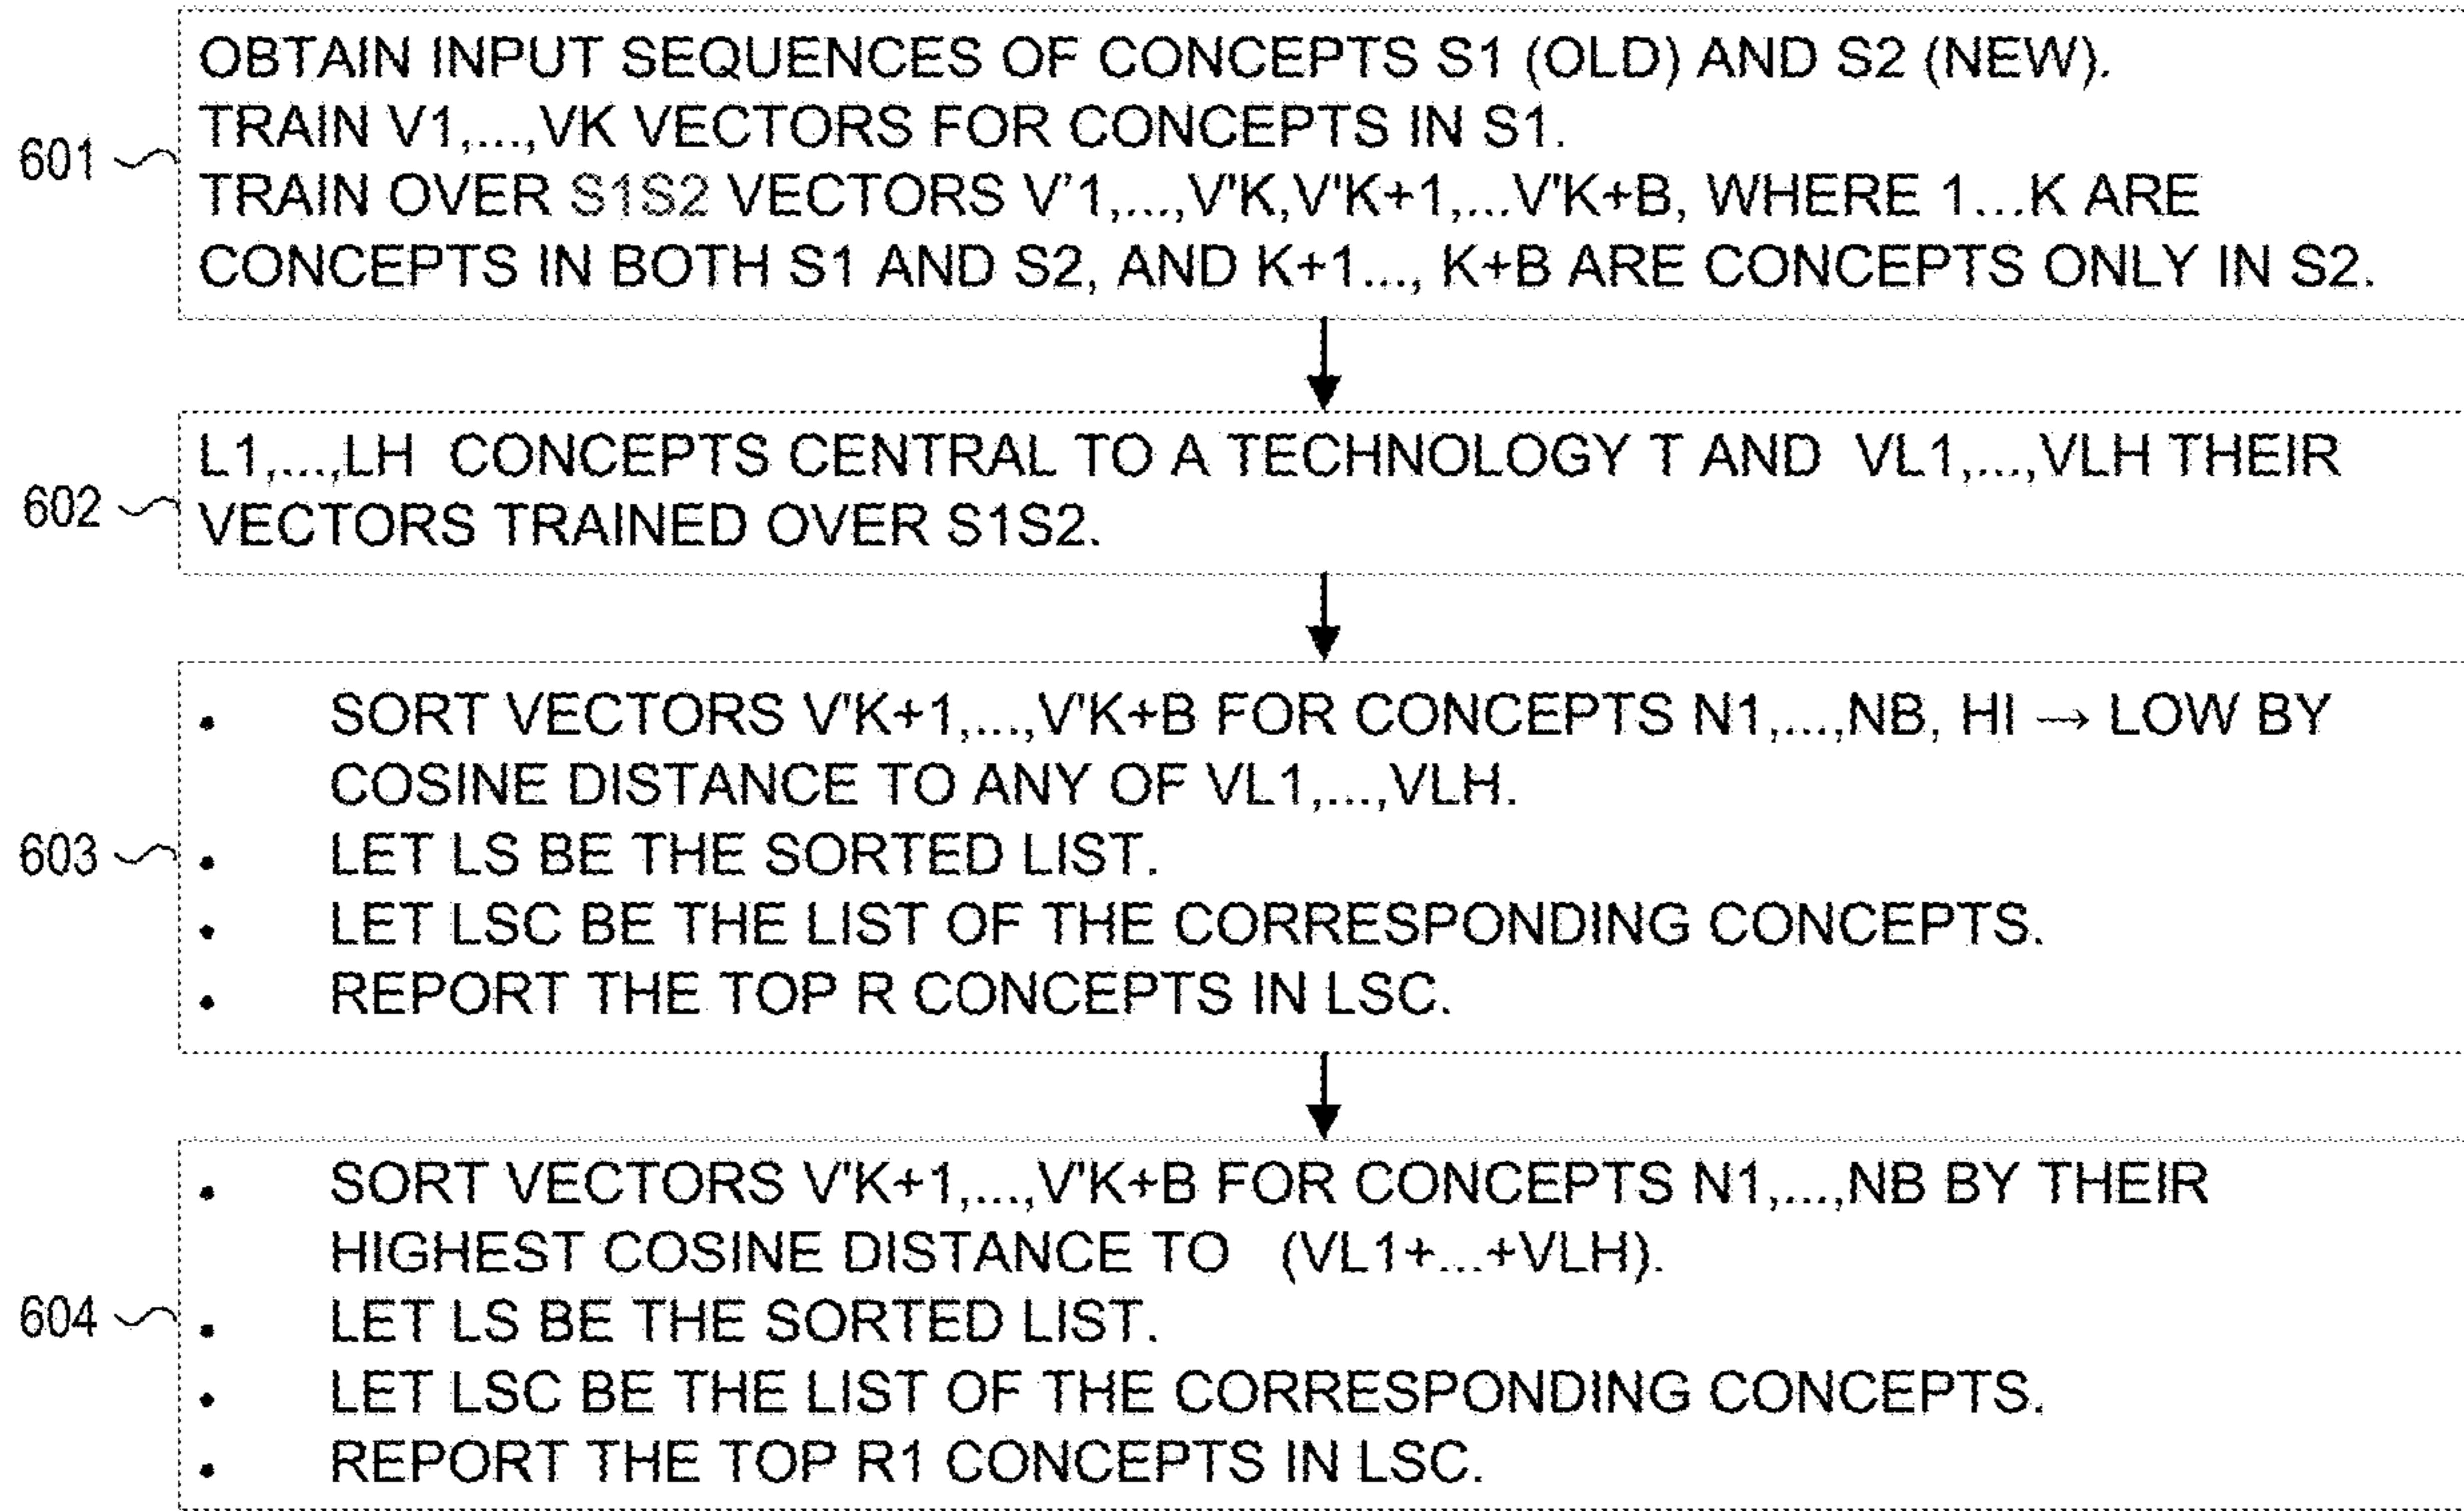 OBTAIN INPUT SEQUENCES OF CONCEPTS S1 (OLD) AND S2 (NEW).
TRAIN V1,...,VK VECTORS FOR CONCEPTS IN S1.
601
TRAIN OVER S1S2 VECTORS V'1,...,V'K,V'K+1,...V'K+B, WHERE 1...K ARE
CONCEPTS IN BOTH S1 AND S2, AND K+1..., K+B ARE CONCEPTS ONLY IN S2.
L1,...,LH CONCEPTS CENTRAL TO A TECHNOLOGY T AND VL1,...,VLH THEIR
602
VECTORS TRAINED OVER S1S2.
• SORT VECTORS V'K+1,...,V'K+B FOR CONCEPTS N1,...,NB, HI → LOW BY
COSINE DISTANCE TO ANY OF VL1,...,VLH.
603
• LET LS BE THE SORTED LIST.
• LET LSC BE THE LIST OF THE CORRESPONDING CONCEPTS.
• REPORT THE TOP R CONCEPTS IN LSC.
• SORT VECTORS V'K+1,...,V'K+B FOR CONCEPTS N1,...,NB BY THEIR
HIGHEST COSINE DISTANCE TO (VL1+...+VLH).
604
• LET LS BE THE SORTED LIST.
• LET LSC BE THE LIST OF THE CORRESPONDING CONCEPTS.
• REPORT THE TOP R1 CONCEPTS IN LSC.